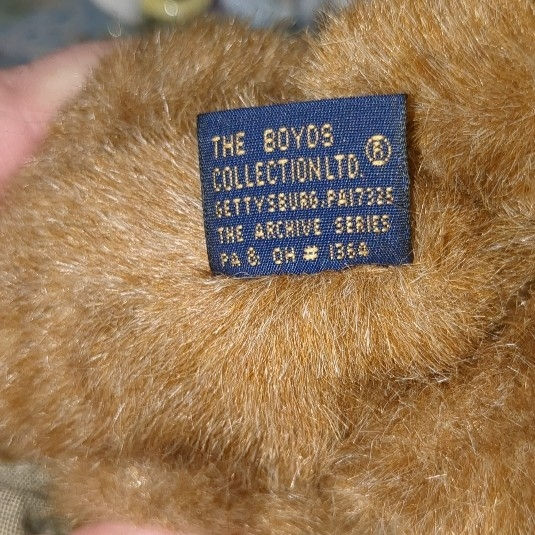 THE BOYDS
COLLECTION LTD. ®
GETTYSBURG, PA 17325
THE ARCHIVE SERIES
PA & OH # 1364